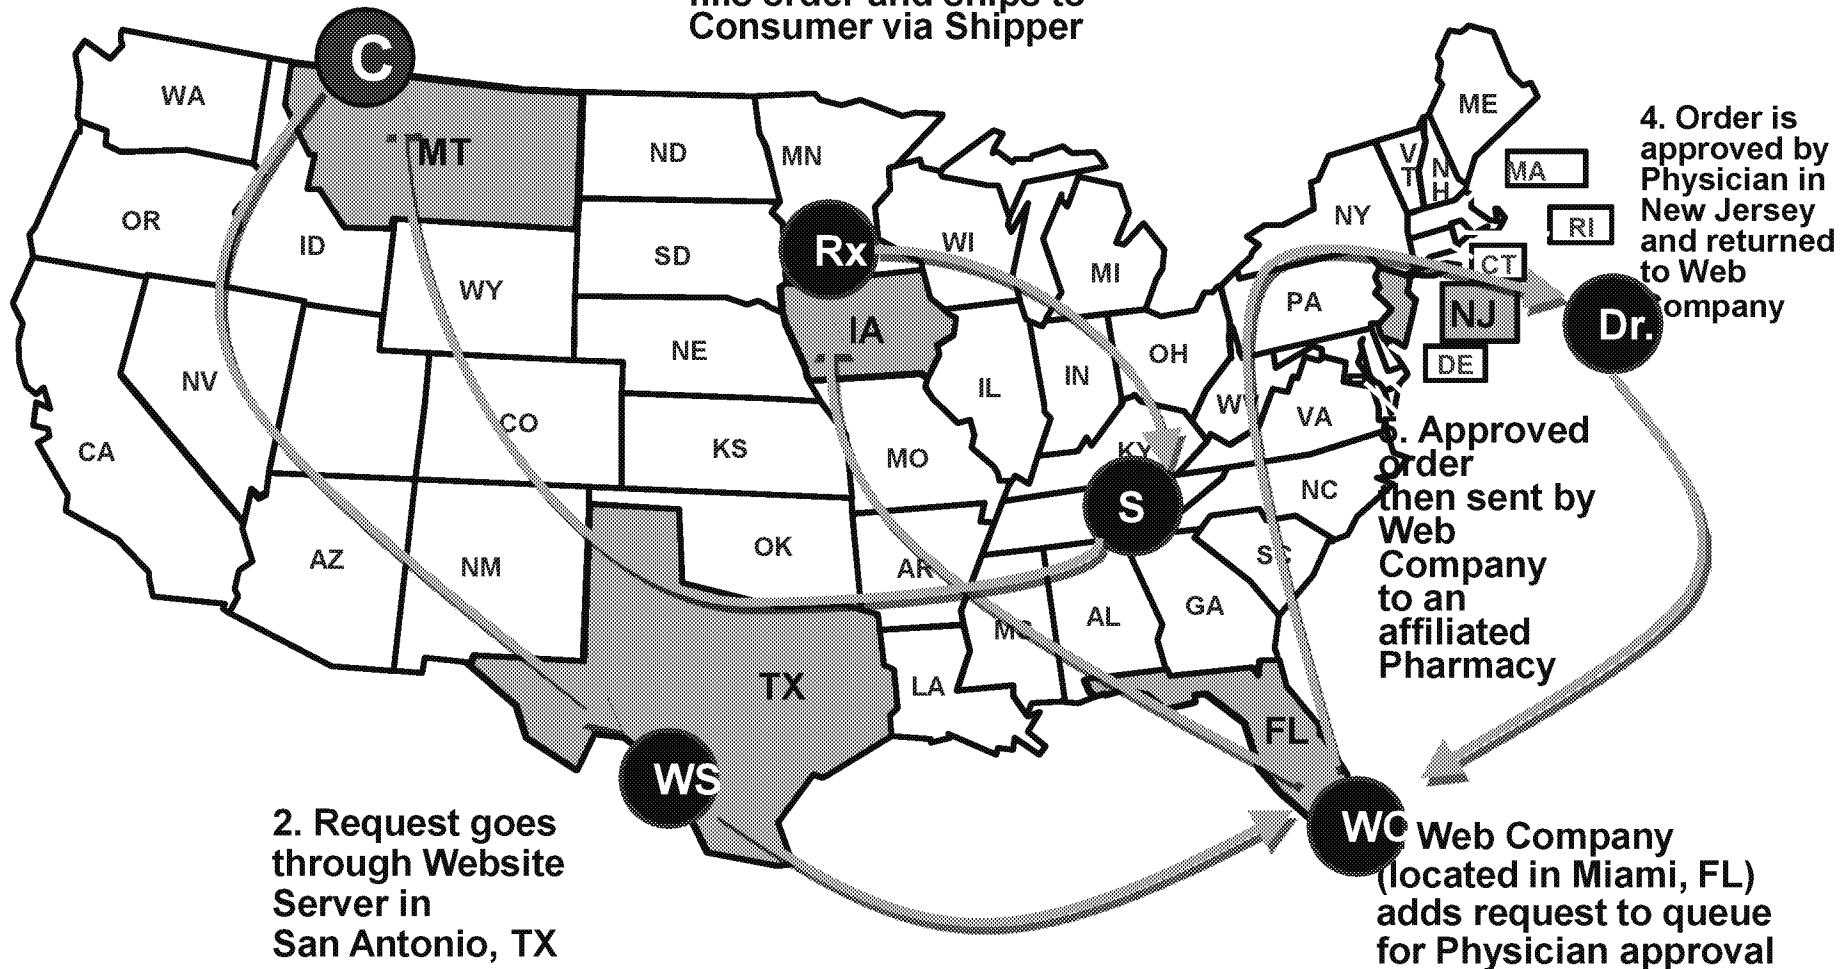 Consumer via Shipper
C
WA
MT
ND
MN
ME
VT
NH
MA
RI
CT
NJ
DE
OR
ID
WY
SD
Rx
WI
MI
NY
PA
IA
NE
IL
IN
OH
WV
VA
NV
CO
KS
MO
KY
CA
S
NC
AZ
NM
OK
AR
SC
TX
LA
AL
GA
FL
Dr.
WS
4. Order is
approved by
Physician in
New Jersey
and returned
to Web
Company
5. Approved
order
then sent by
Web
Company
to an
affiliated
Pharmacy
2. Request goes
through Website
Server in
San Antonio, TX
WC
Web Company
(located in Miami, FL)
adds request to queue
for Physician approval